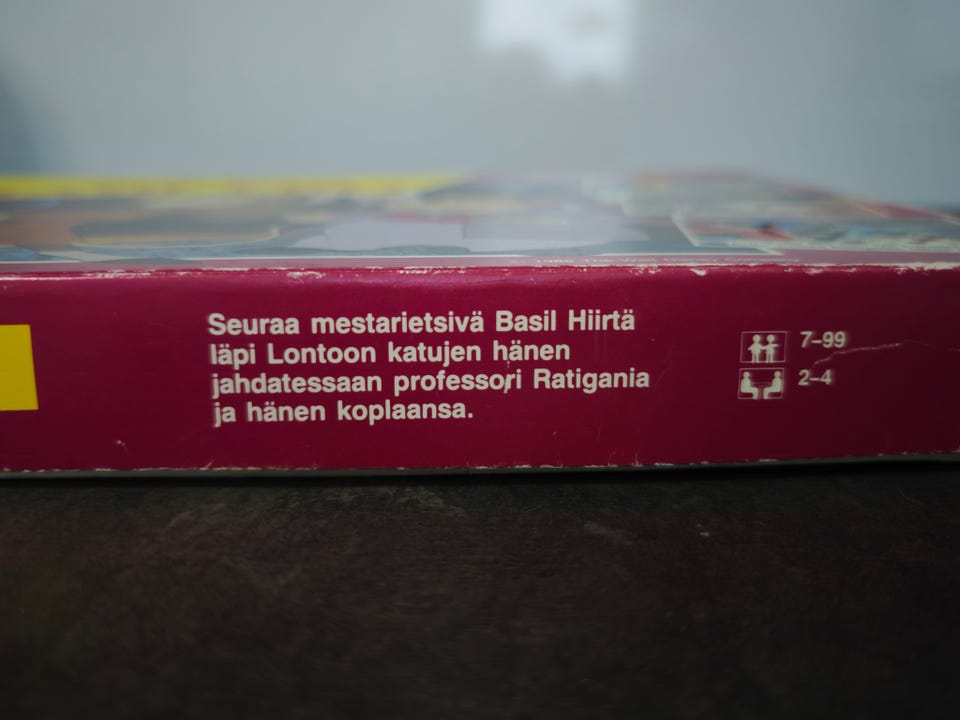 Seuraa mestarietsivä Basil Hiirtä
läpi Lontoon katujen hänen
jahdatessaan professori Ratigania
ja hänen koplaansa.
7–99
2–4